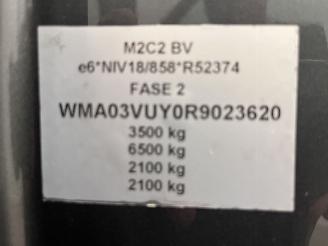 M2C2 BV
e6*NIV18/858*R52374
FASE 2
WMA03VUY0R9023620
3500 kg
6500 kg
2100 kg
2100 kg